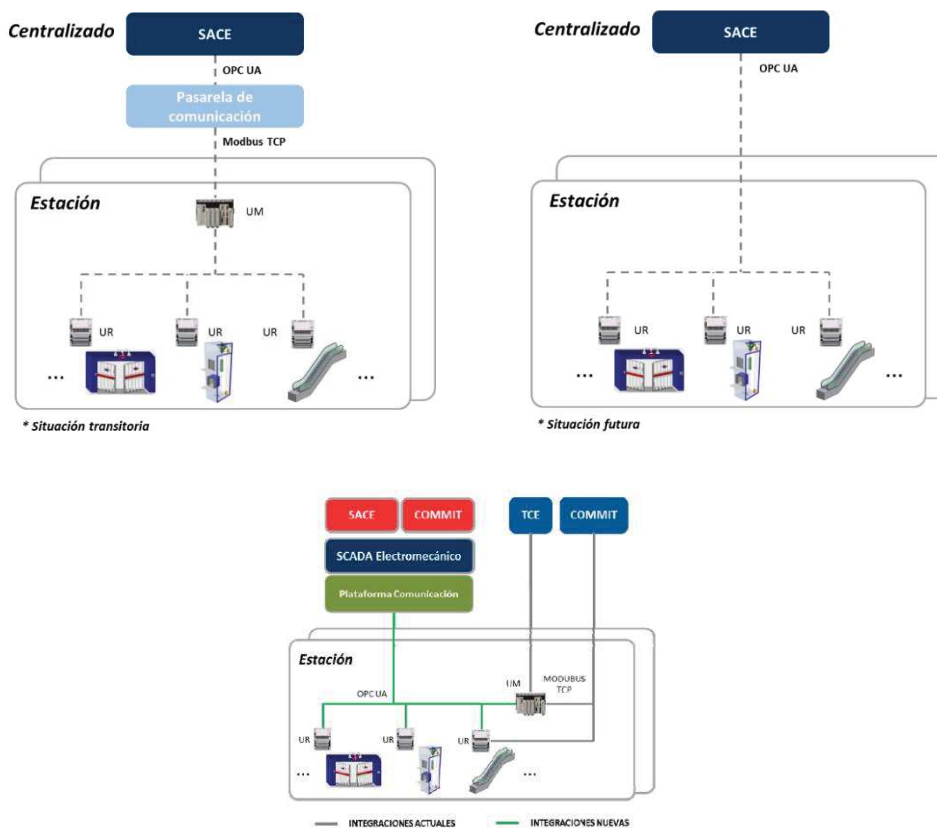 Centralizado
SACE
OPC UA
Pasarela de
comunicación
Modbus TCP
Estación
UM
UR
UR
UR
...
...
* Situación transitoria
Centralizado
SACE
OPC UA
Estación
UR
UR
UR
...
...
* Situación futura
SACE
COMMIT
TCE
COMMIT
SCADA Electromecánico
Plataforma Comunicación
Estación
OPC UA
UM
MODUBUS
TCP
UR
UR
UR
...
...
INTEGRACIONES ACTUALES
INTEGRACIONES NUEVAS